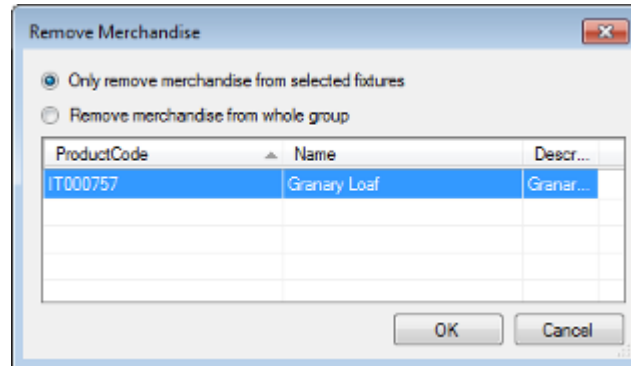 Remove Merchandise
Only remove merchandise from selected fixtures
Remove merchandise from whole group
ProductCode Name Descr...
IT000757 Granary Loaf Granar...
OK Cancel